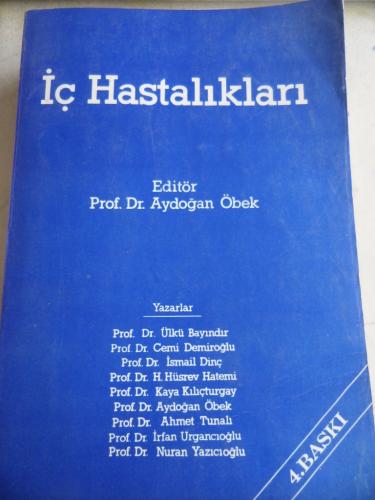 İç Hastalıkları
Editör
Prof. Dr. Aydoğan Öbek
Yazarlar
Prof. Dr. Ülkü Bayındır
Prof. Dr. Cemi Demiroğlu
Prof. Dr. İsmail Dinç
Prof. Dr. H. Hüsrev Hatemi
Prof. Dr. Kaya Kılıçturgay
Prof. Dr. Aydoğan Öbek
Prof. Dr. Ahmet Tunalı
Prof. Dr. İrfan Urgancıoğlu
Prof. Dr. Nuran Yazıcıoğlu
4.BASKI